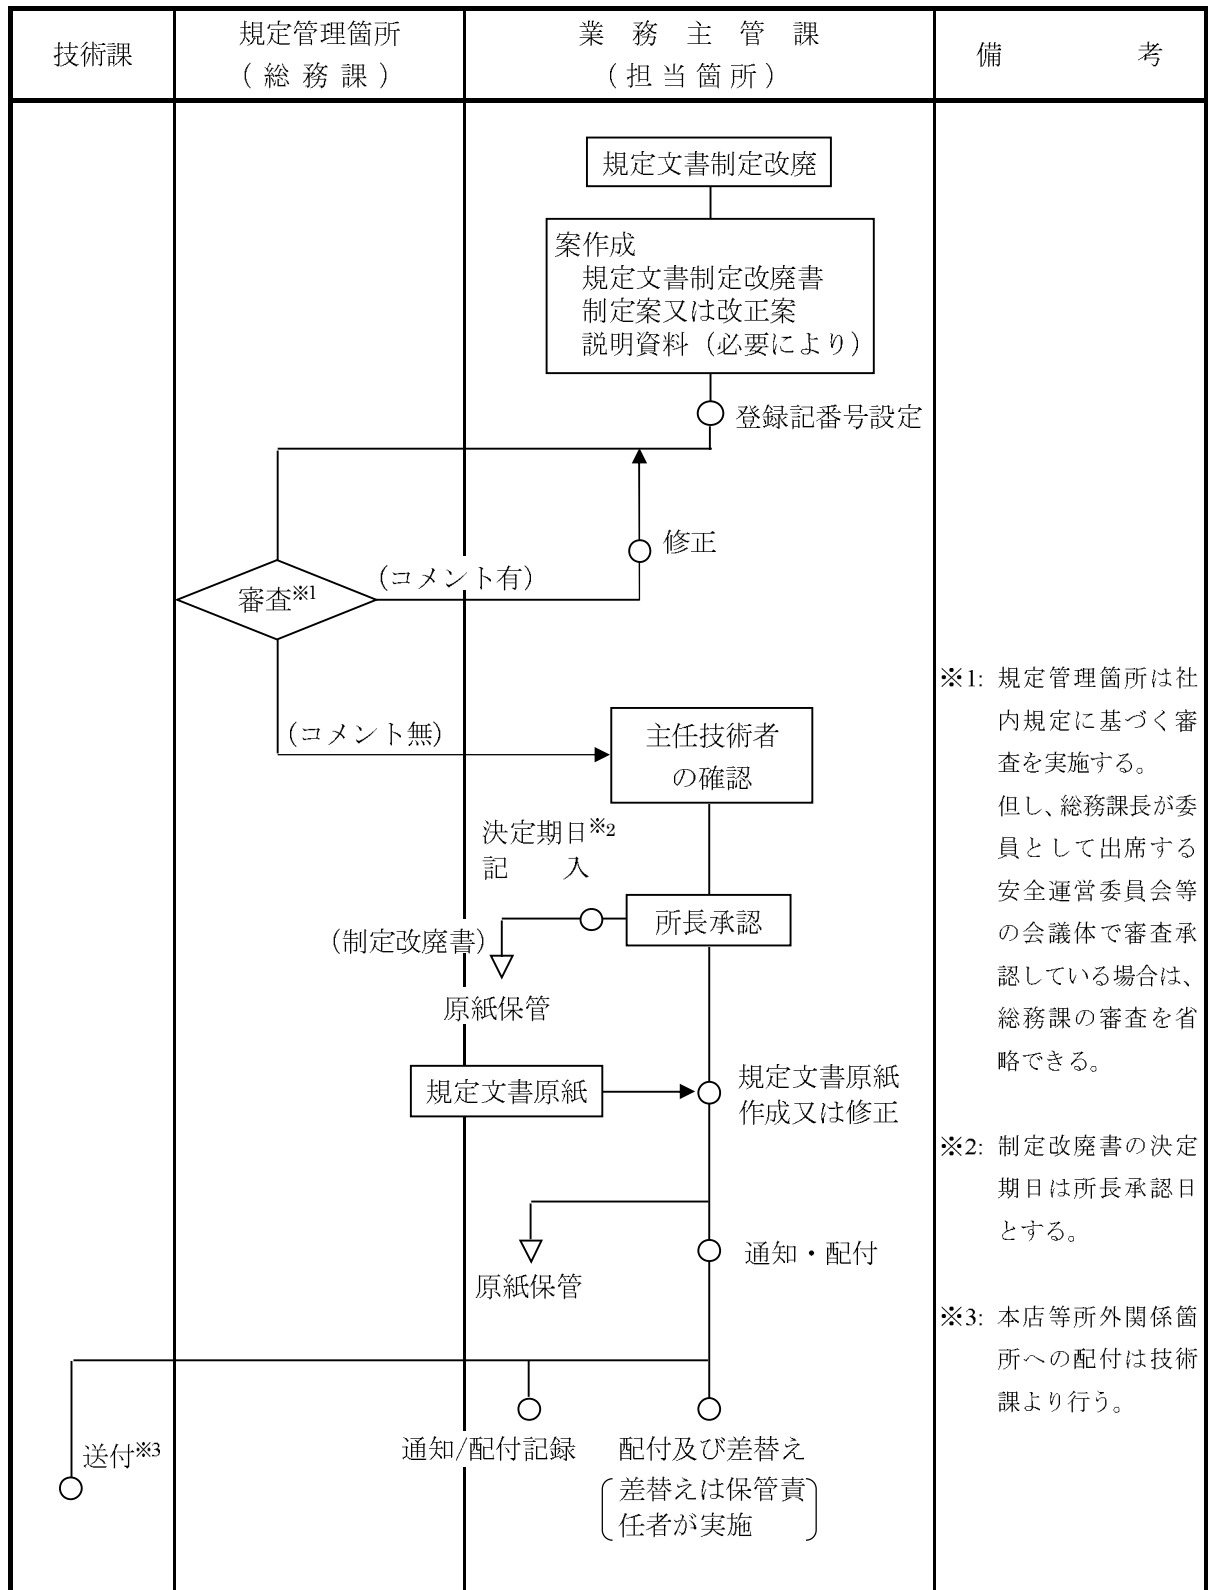 技術課
規定管理箇所
（総務課）
業務主管課
（担当箇所）
備考
規定文書制定改廃
案作成
規定文書制定改廃書
制定案又は改正案
説明資料（必要により）
登録記番号設定
修正
（コメント有）
審査※1
（コメント無）
主任技術者
の確認
決定期日※2
記入
所長承認
（制定改廃書）
原紙保管
規定文書原紙
規定文書原紙
作成又は修正
通知・配付
原紙保管
送付※3
通知/配付記録
配付及び差替え
差替えは保管責
任者が実施
※1: 規定管理箇所は社
内規定に基づく審
査を実施する。
但し、総務課長が委
員として出席する
安全運営委員会等
の会議体で審査承
認している場合は、
総務課の審査を省
略できる。
※2: 制定改廃書の決定
期日は所長承認日
とする。
※3: 本店等所外関係箇
所への配付は技術
課より行う。